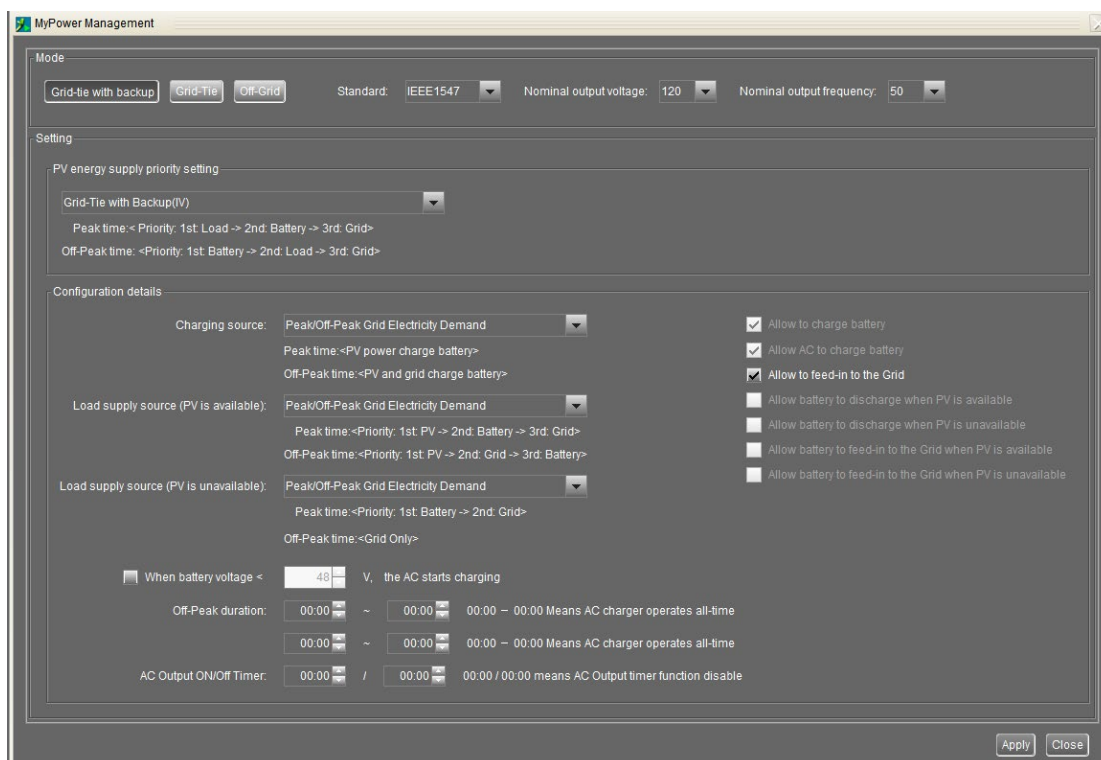 MyPower Management
Mode
Grid-tie with backup Grid-Tie Off-Grid Standard: IEEE1547 Nominal output voltage: 120 Nominal output frequency: 50
Setting
PV energy supply priority setting
Grid-Tie with Backup(IV)
Peak time:< Priority: 1st: Load -> 2nd: Battery -> 3rd: Grid>
Off-Peak time: <Priority: 1st: Battery -> 2nd: Load -> 3rd: Grid>
Configuration details
Charging source: Peak/Off-Peak Grid Electricity Demand
Peak time:<PV power charge battery>
Off-Peak time:<PV and grid charge battery>
Load supply source (PV is available): Peak/Off-Peak Grid Electricity Demand
Peak time:<Priority: 1st: PV -> 2nd: Battery -> 3rd: Grid>
Off-Peak time:<Priority: 1st: PV -> 2nd: Grid -> 3rd: Battery>
Load supply source (PV is unavailable): Peak/Off-Peak Grid Electricity Demand
Peak time:<Priority: 1st: Battery -> 2nd: Grid>
Off-Peak time:<Grid Only>
Allow to charge battery
Allow AC to charge battery
Allow to feed-in to the Grid
Allow battery to discharge when PV is available
Allow battery to discharge when PV is unavailable
Allow battery to feed-in to the Grid when PV is available
Allow battery to feed-in to the Grid when PV is unavailable
When battery voltage < 48 V, the AC starts charging
Off-Peak duration: 00:00 ~ 00:00 00:00 – 00:00 Means AC charger operates all-time
00:00 ~ 00:00 00:00 – 00:00 Means AC charger operates all-time
AC Output ON/Off Timer: 00:00 / 00:00 00:00 / 00:00 means AC Output timer function disable
Apply Close